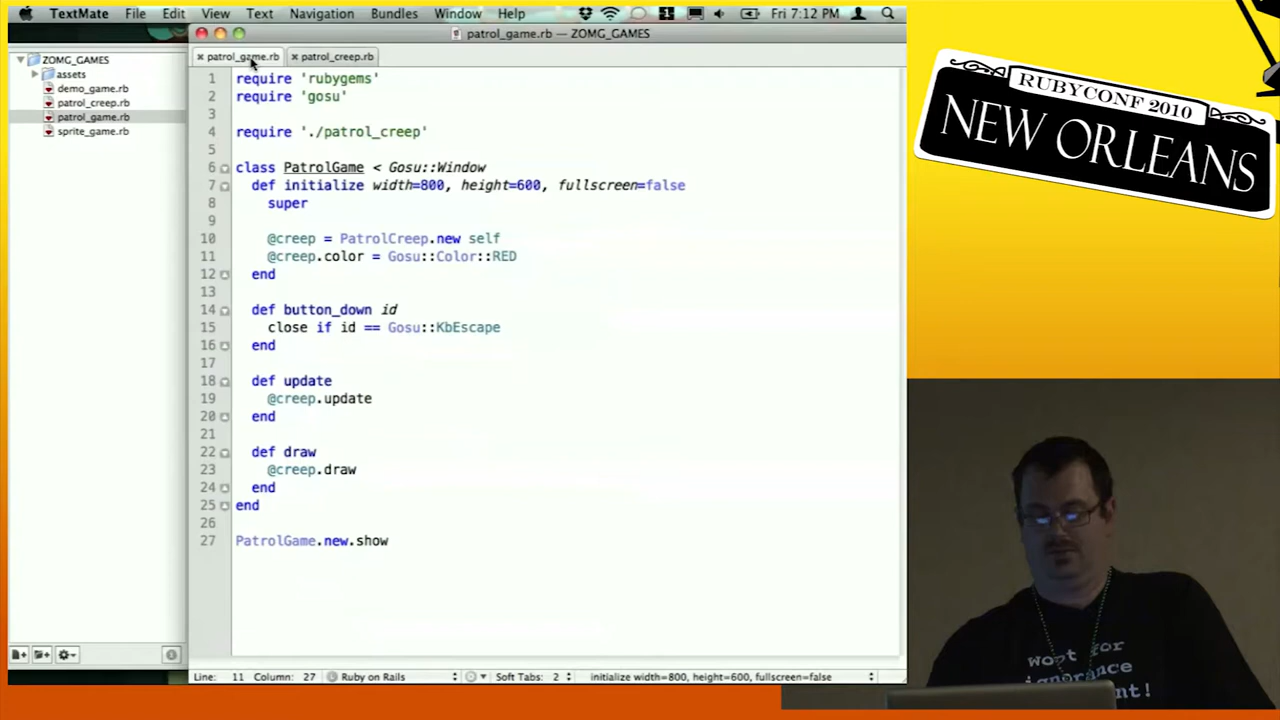 TextMate File Edit View Text Navigation Bundles Window Help Fri 7:12 PM
patrol_game.rb — ZOMG_GAMES
patrol_game.rb patrol_creep.rb
ZOMG_GAMES
assets
demo_game.rb
patrol_creep.rb
patrol_game.rb
sprite_game.rb
1 require 'rubygems'
2 require 'gosu'
3
4 require './patrol_creep'
5
6 class PatrolGame < Gosu::Window
7 def initialize width=800, height=600, fullscreen=false
8 super
9
10 @creep = PatrolCreep.new self
11 @creep.color = Gosu::Color::RED
12 end
13
14 def button_down id
15 close if id == Gosu::KbEscape
16 end
17
18 def update
19 @creep.update
20 end
21
22 def draw
23 @creep.draw
24 end
25 end
26
27 PatrolGame.new.show
Line: 11 Column: 27 Ruby on Rails Soft Tabs: 2 initialize width=800, height=600, fullscreen=false
RUBYCONF 2010
NEW ORLEANS
woot for
ignorance